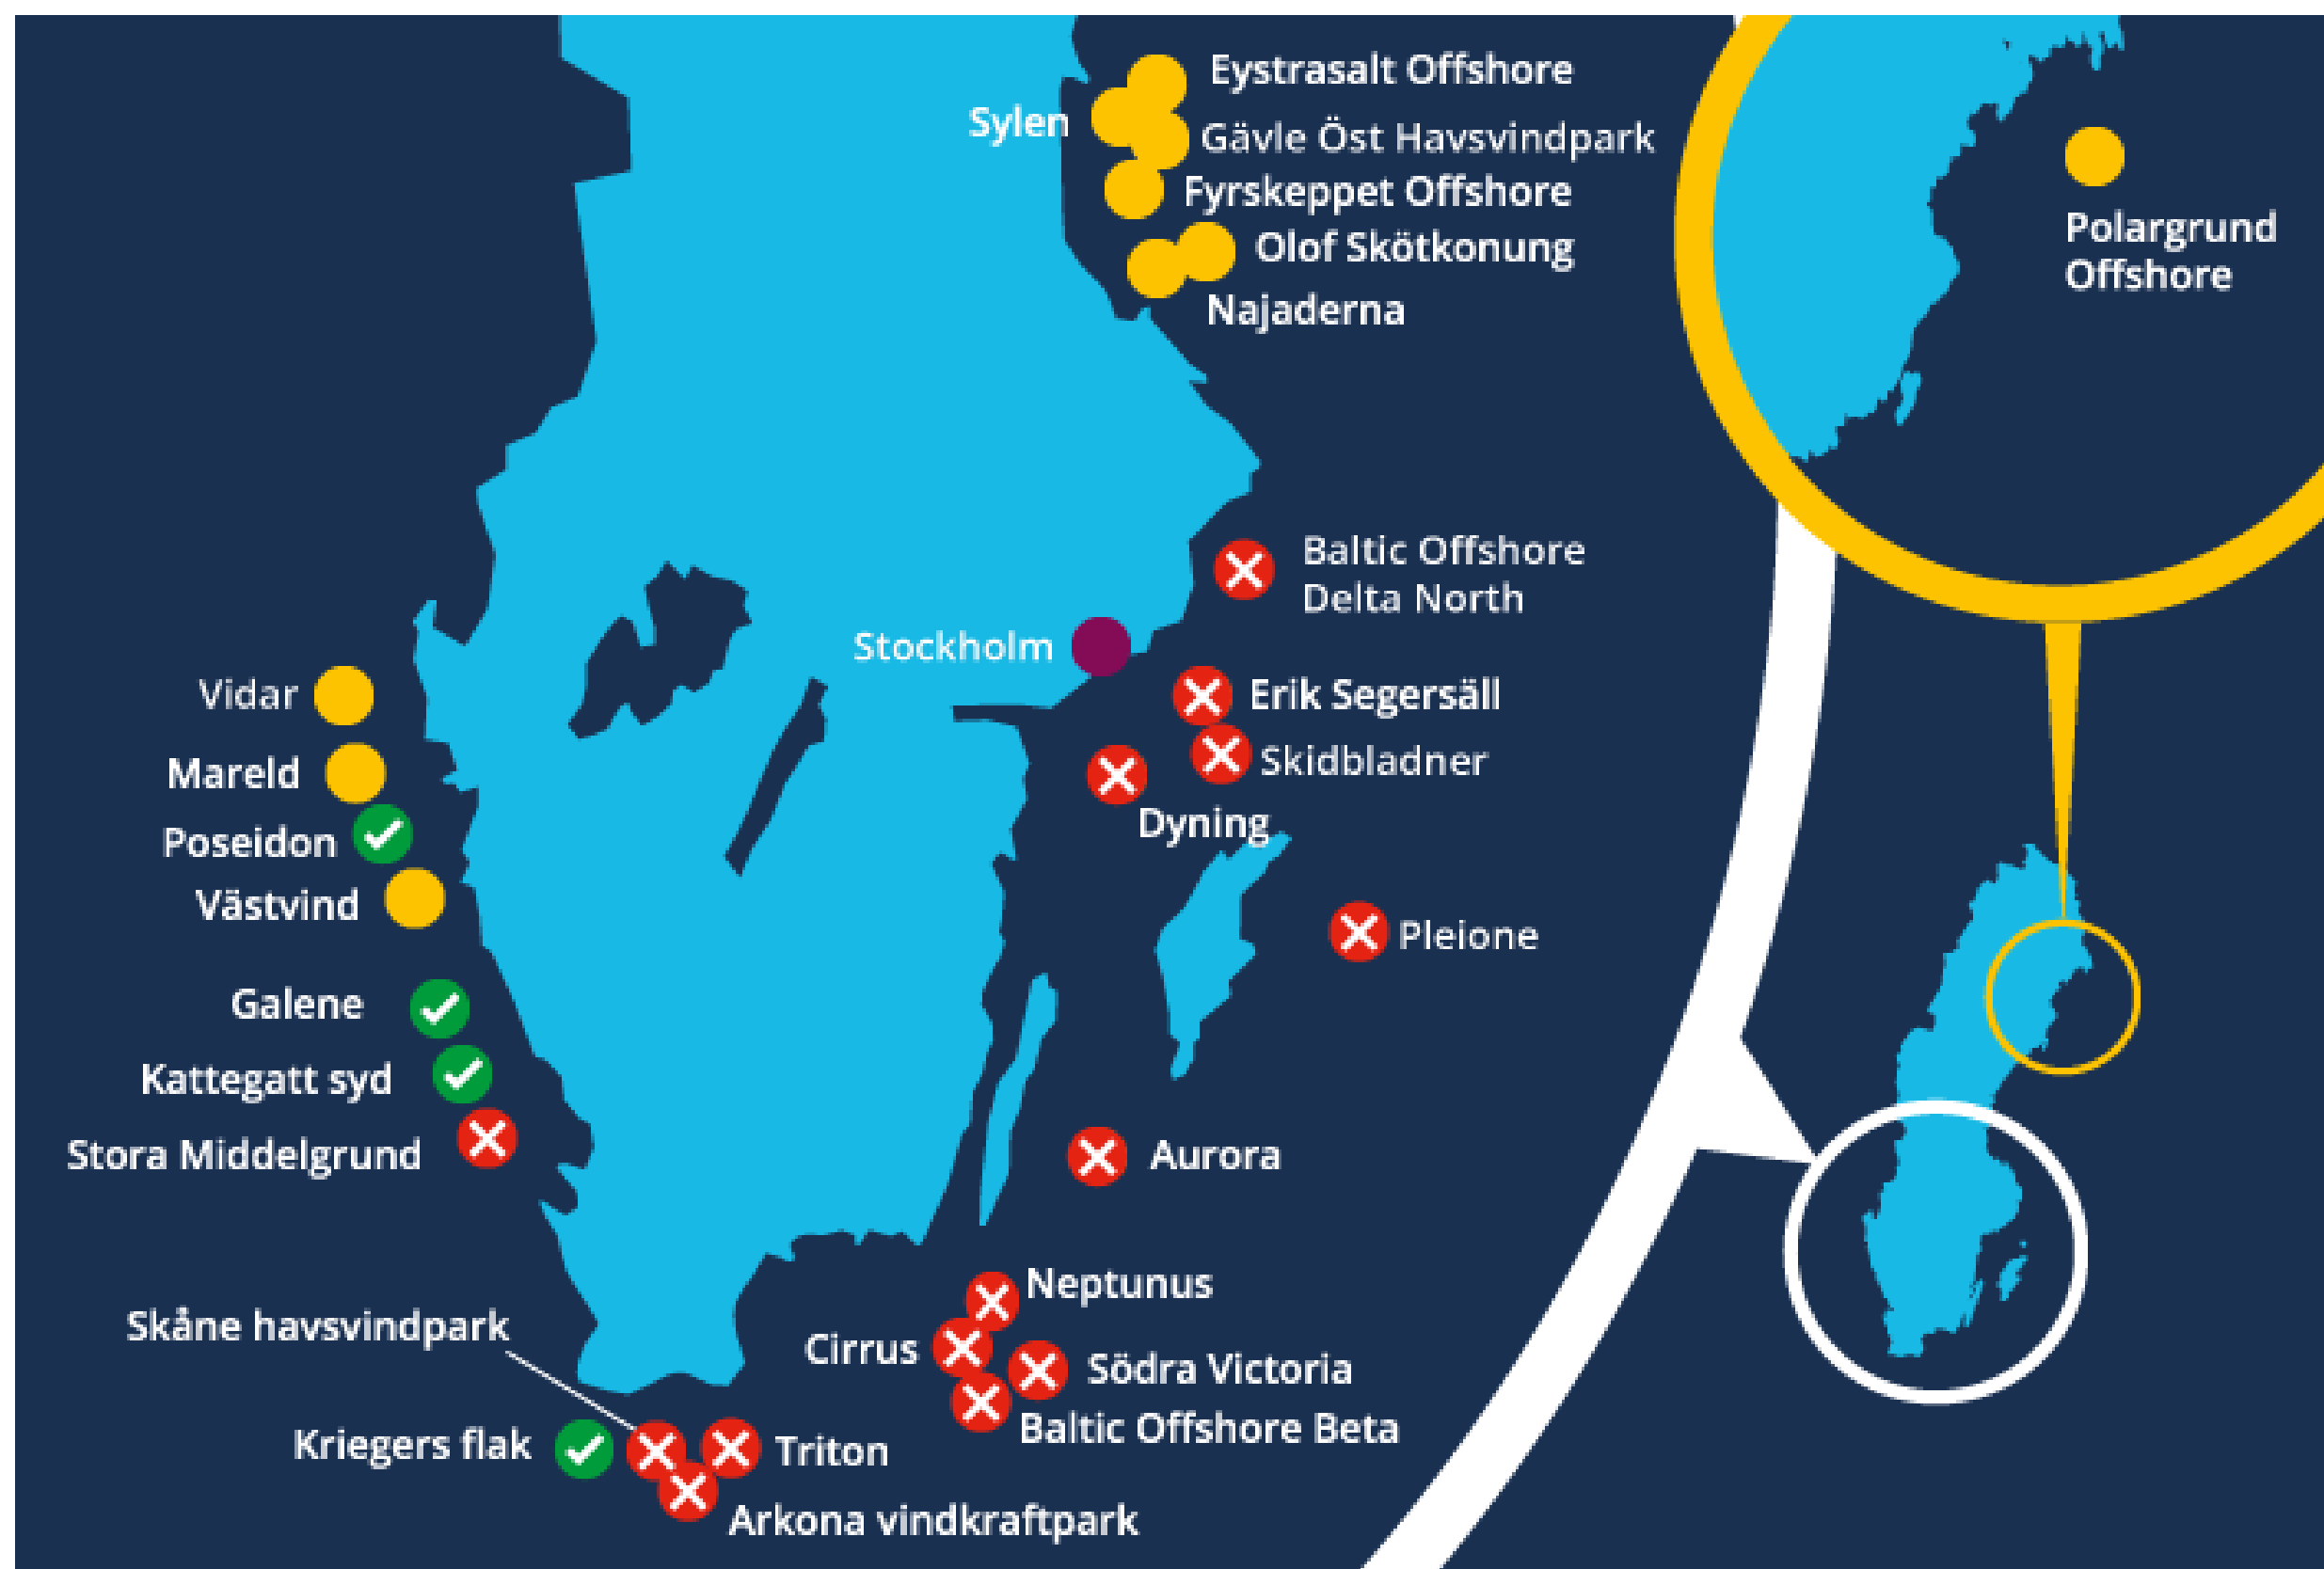 Eystrasalt Offshore
Sylen
Gävle Öst Havsvindpark
Fyrskeppet Offshore
Olof Skötkonung
Najaderna
Polargrund
Offshore
Baltic Offshore
Delta North
Stockholm
Vidar
Erik Segersäll
Mareld
Skidbladner
Dyning
Poseidon
Västvind
Pleione
Galene
Kattegatt syd
Stora Middelgrund
Aurora
Neptunus
Skåne havsvindpark
Cirrus
Södra Victoria
Baltic Offshore Beta
Kriegers flak
Triton
Arkona vindkraftpark